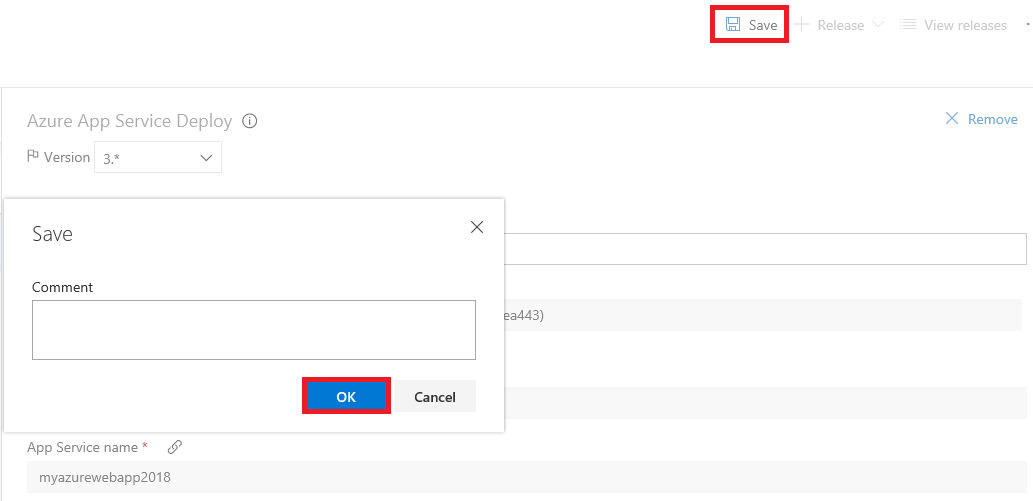 Save Release View releases
Azure App Service Deploy Remove
Version 3.*
Save
Comment
ea443)
OK Cancel
App Service name *
myazurewebapp2018